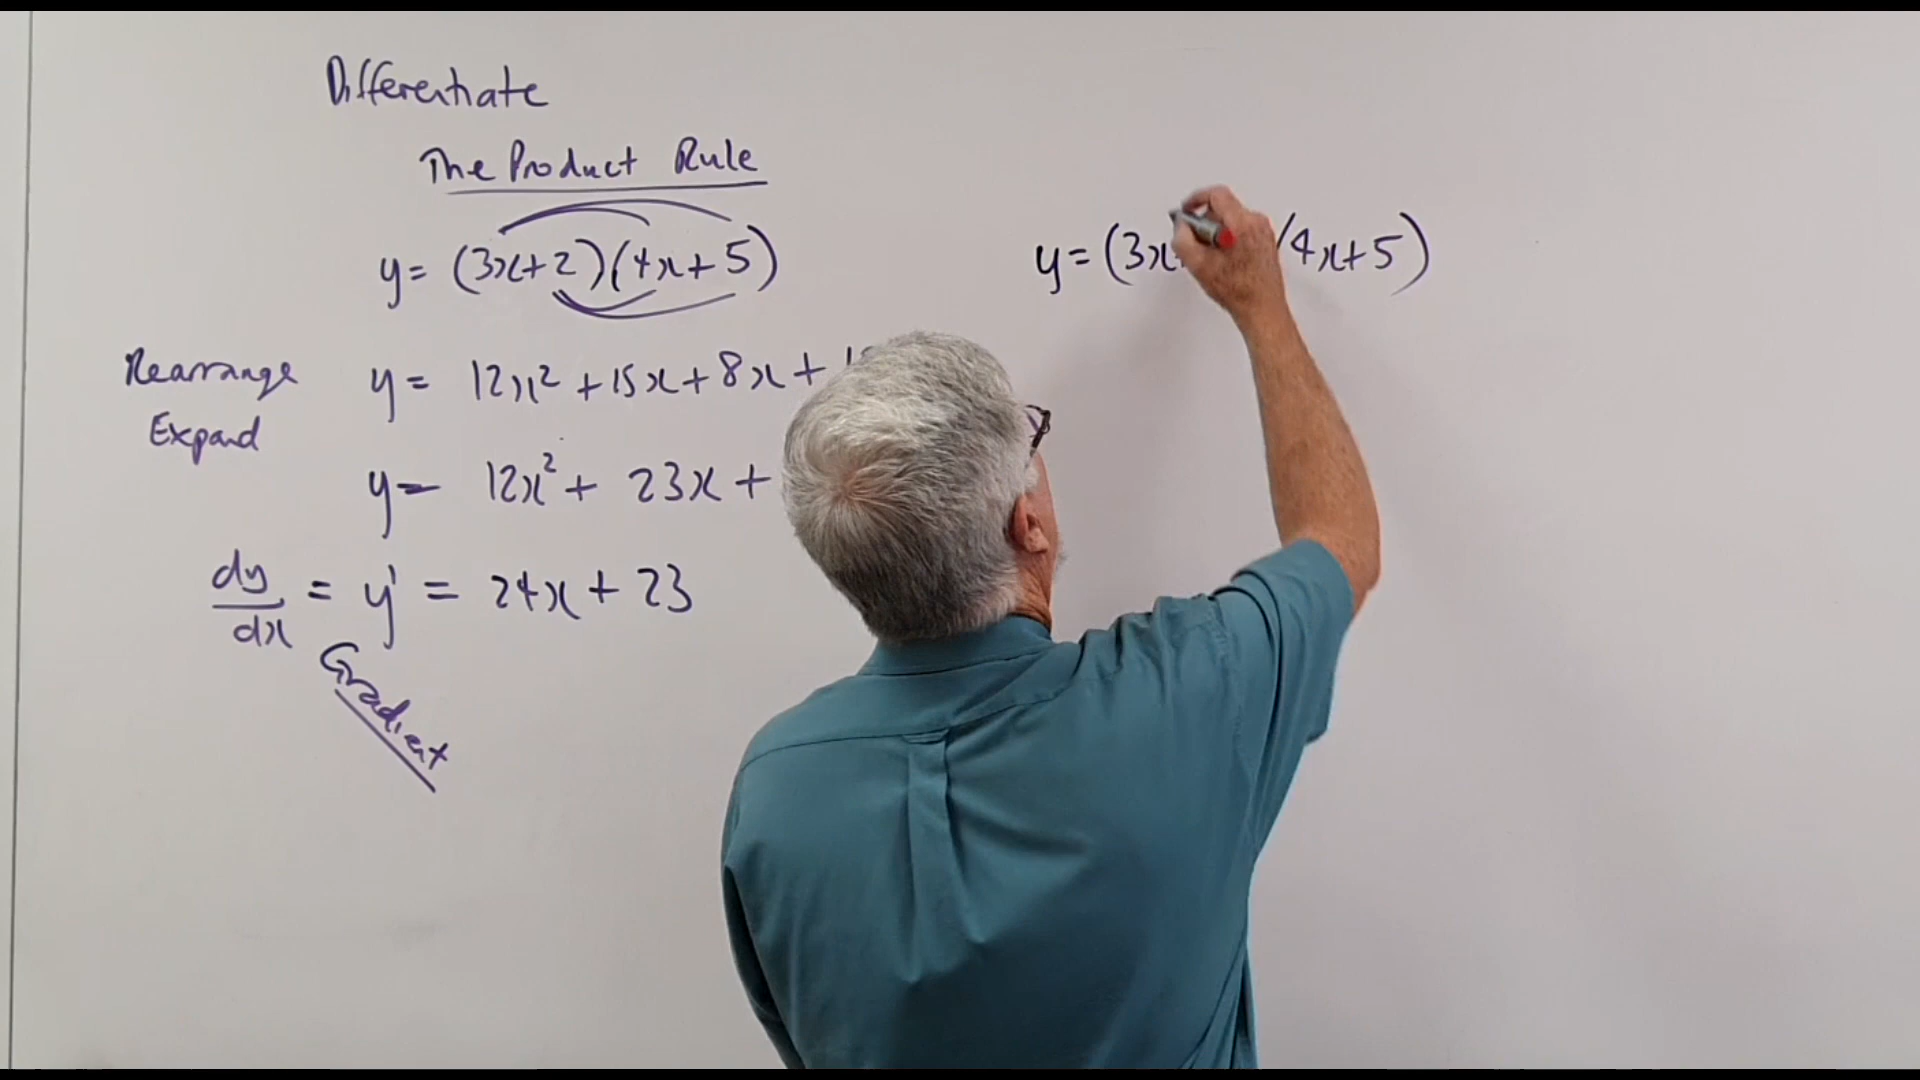 Differentiate
The Product Rule
y = (3x+2)(4x+5)
Rearrange
Expand
y = 12x² + 15x + 8x +
y = 12x² + 23x +
dy/dx = y' = 24x + 23
Gradient
y = (3x (4x+5)